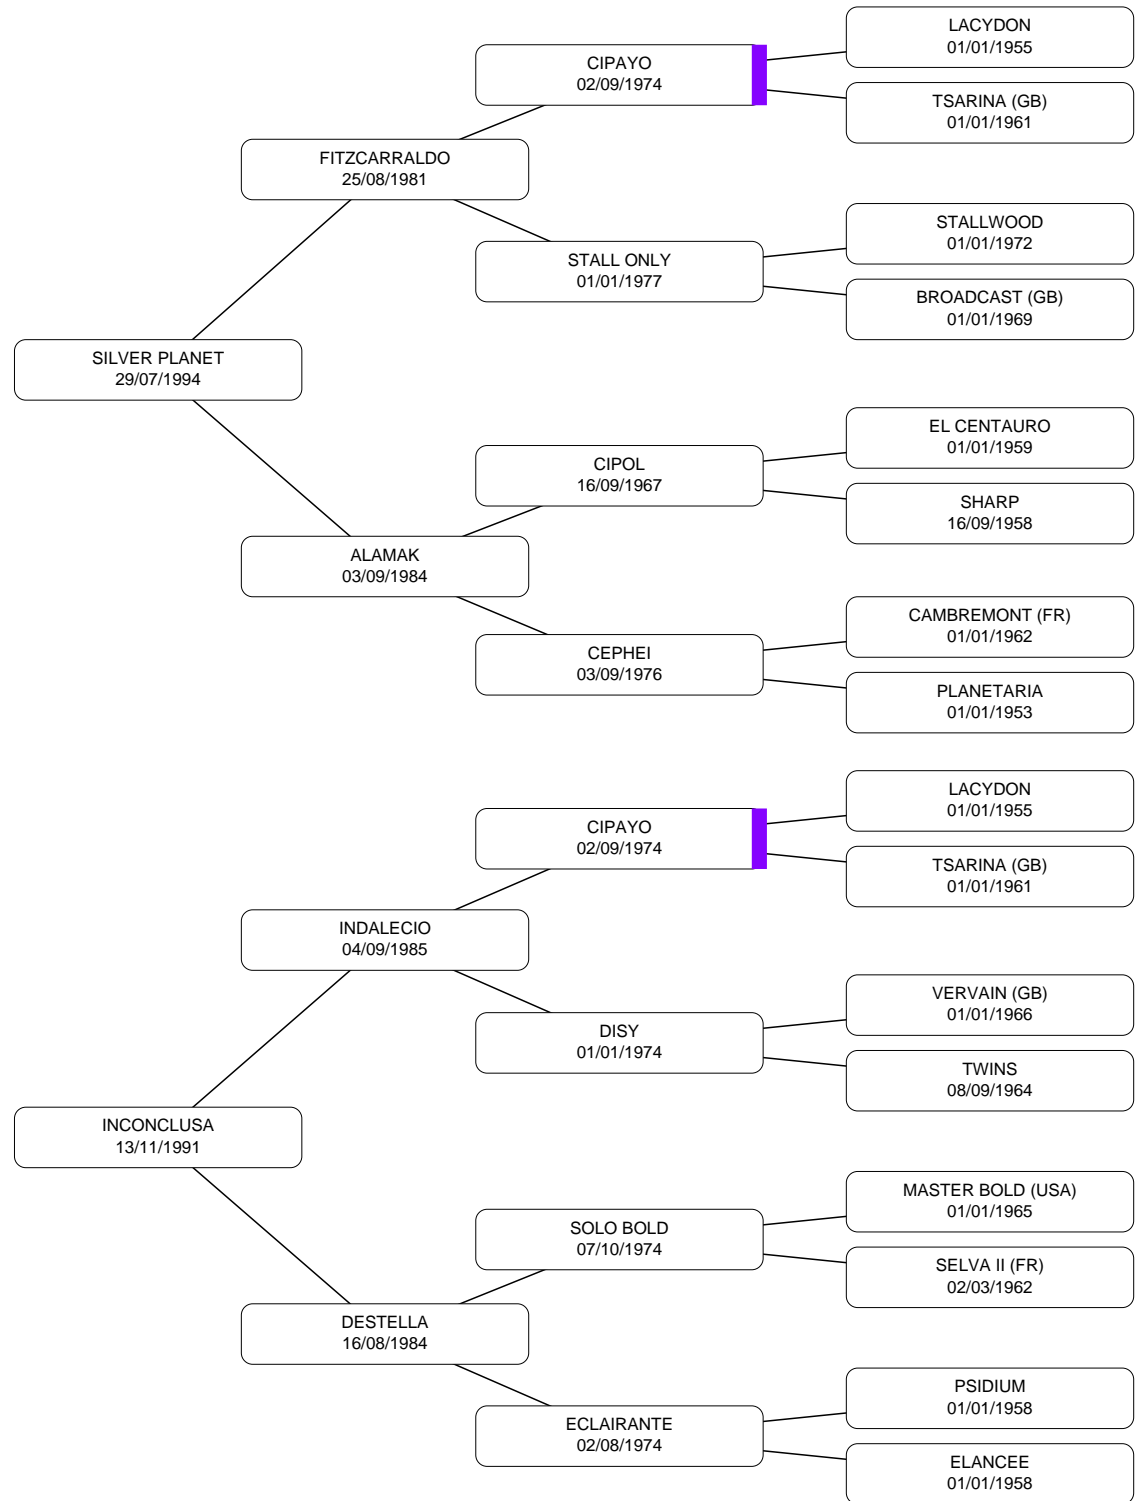 LACYDON
01/01/1955
CIPAYO
02/09/1974
TSARINA (GB)
01/01/1961
FITZCARRALDO
25/08/1981
STALLWOOD
01/01/1972
STALL ONLY
01/01/1977
BROADCAST (GB)
01/01/1969
SILVER PLANET
29/07/1994
EL CENTAURO
01/01/1959
CIPOL
16/09/1967
SHARP
16/09/1958
ALAMAK
03/09/1984
CAMBREMONT (FR)
01/01/1962
CEPHEI
03/09/1976
PLANETARIA
01/01/1953
LACYDON
01/01/1955
CIPAYO
02/09/1974
TSARINA (GB)
01/01/1961
INDALECIO
04/09/1985
VERVAIN (GB)
01/01/1966
DISY
01/01/1974
TWINS
08/09/1964
INCONCLUSA
13/11/1991
MASTER BOLD (USA)
01/01/1965
SOLO BOLD
07/10/1974
SELVA II (FR)
02/03/1962
DESTELLA
16/08/1984
PSIDIUM
01/01/1958
ECLAIRANTE
02/08/1974
ELANCEE
01/01/1958